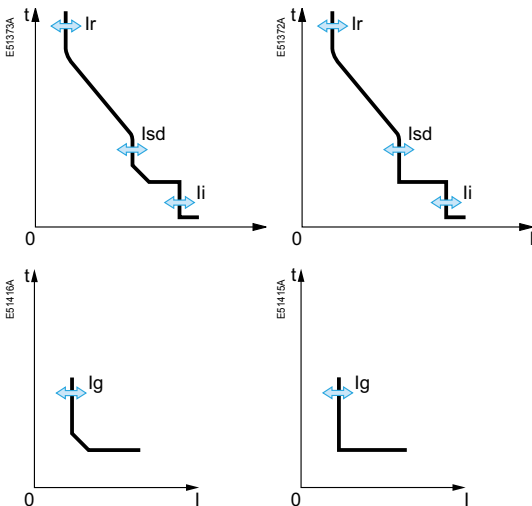 E51373A
t
Ir
Isd
Ii
0
E51372A
t
Ir
Isd
Ii
0
I
E51416A
t
Ig
0
I
E51415A
t
Ig
0
I